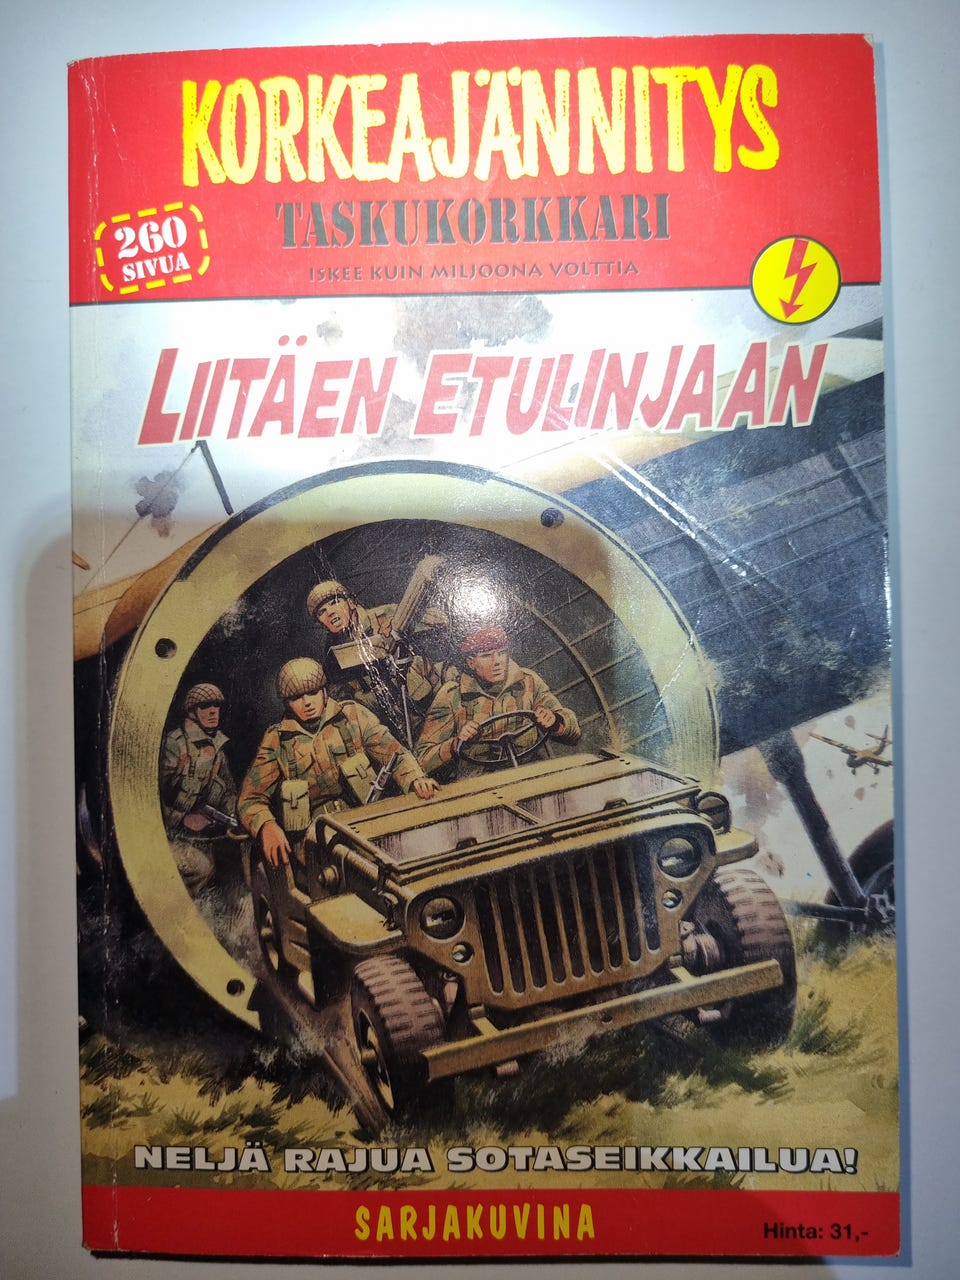 KORKEAJÄNNITYS
TASKUKORKKARI
260
SIVUA
ISKEE KUIN MILJOONA VOLTTIA
LIITÄEN ETULINJAAN
NELJÄ RAJUA SOTASEIKKAILUA!
SARJAKUVINA
Hinta: 31,-